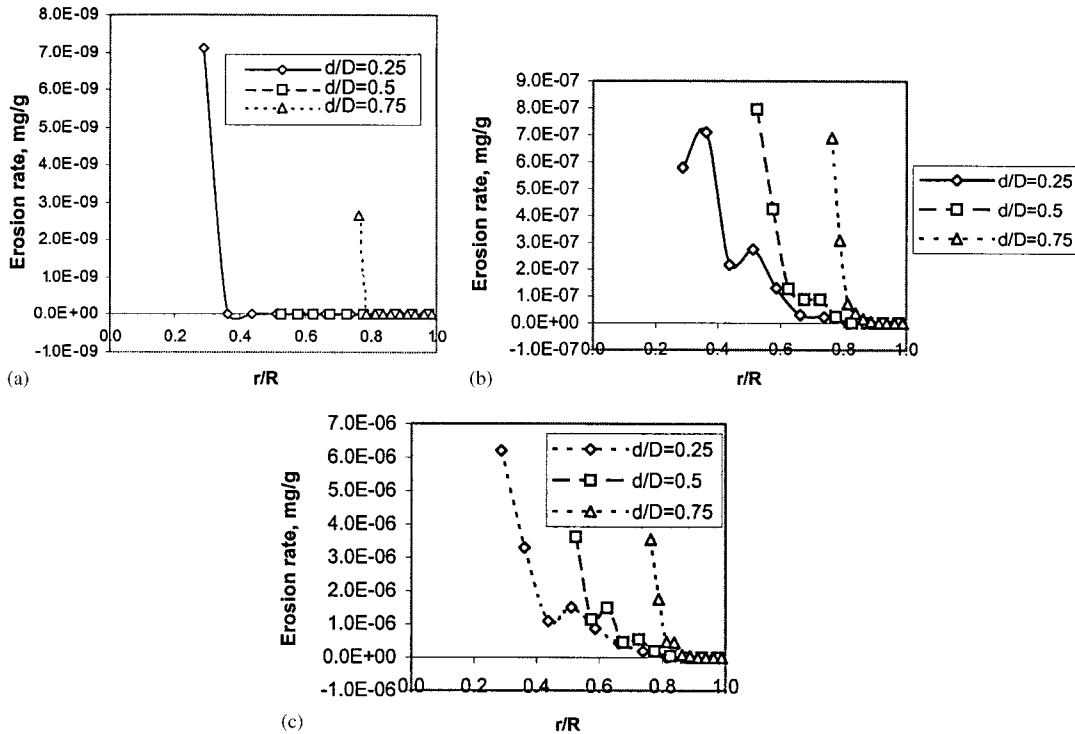 8.0E-09
7.0E-09
6.0E-09
5.0E-09
4.0E-09
3.0E-09
2.0E-09
1.0E-09
0.0E+00
-1.0E-09
Erosion rate, mg/g
d/D=0.25
d/D=0.5
d/D=0.75
0.0 0.2 0.4 0.6 0.8 1.0
r/R
(a)
9.0E-07
8.0E-07
7.0E-07
6.0E-07
5.0E-07
4.0E-07
3.0E-07
2.0E-07
1.0E-07
0.0E+00
-1.0E-07
Erosion rate, mg/g
d/D=0.25
d/D=0.5
d/D=0.75
0.0 0.2 0.4 0.6 0.8 1.0
r/R
(b)
7.0E-06
6.0E-06
5.0E-06
4.0E-06
3.0E-06
2.0E-06
1.0E-06
0.0E+00
-1.0E-06
Erosion rate, mg/g
d/D=0.25
d/D=0.5
d/D=0.75
0.0 0.2 0.4 0.6 0.8 1.0
r/R
(c)